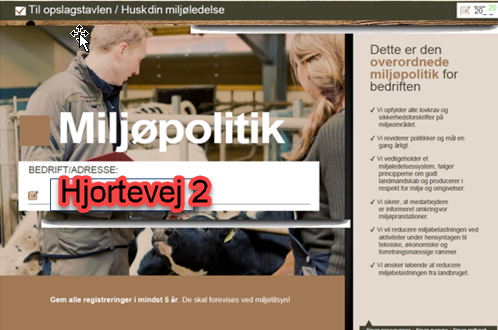 Til opslagstavlen / Husk din miljøledelse
20__ 20
Miljøpolitik
BEDRIFT/ADRESSE:
Hjortevej 2
Gem alle registreringer i mindst 5 år. De skal forevises ved miljøtilsyn!
Dette er den
overordnede
miljøpolitik for
bedriften
✓ Vi opfylder alle lovkrav og
sikkerhedsforskrifter på
miljøområdet.
✓ Vi reviderer politikker og mål en
gang årligt.
✓ Vi vedligeholder et
miljøledelsessystem, følger
principperne om godt
landmandskab og producerer i
respekt for miljø og omgivelser.
✓ Vi sikrer, at medarbejdere
er informeret omkring vor
miljøpræstationer.
✓ Vi vil reducere miljøbelastningen ved
aktiviteter under hensyntagen til
tekniske, økonomiske og
forretningsmæssige rammer.
✓ Vi ønsker løbende at reducere
miljøbelastningen fra landbruget.